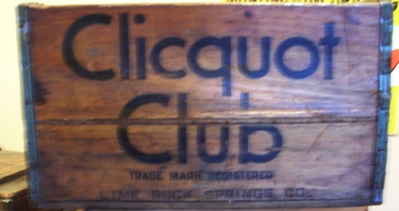 Clicquot
Club
TRADE MARK REGISTERED
LIME ROCK SPRINGS CO.